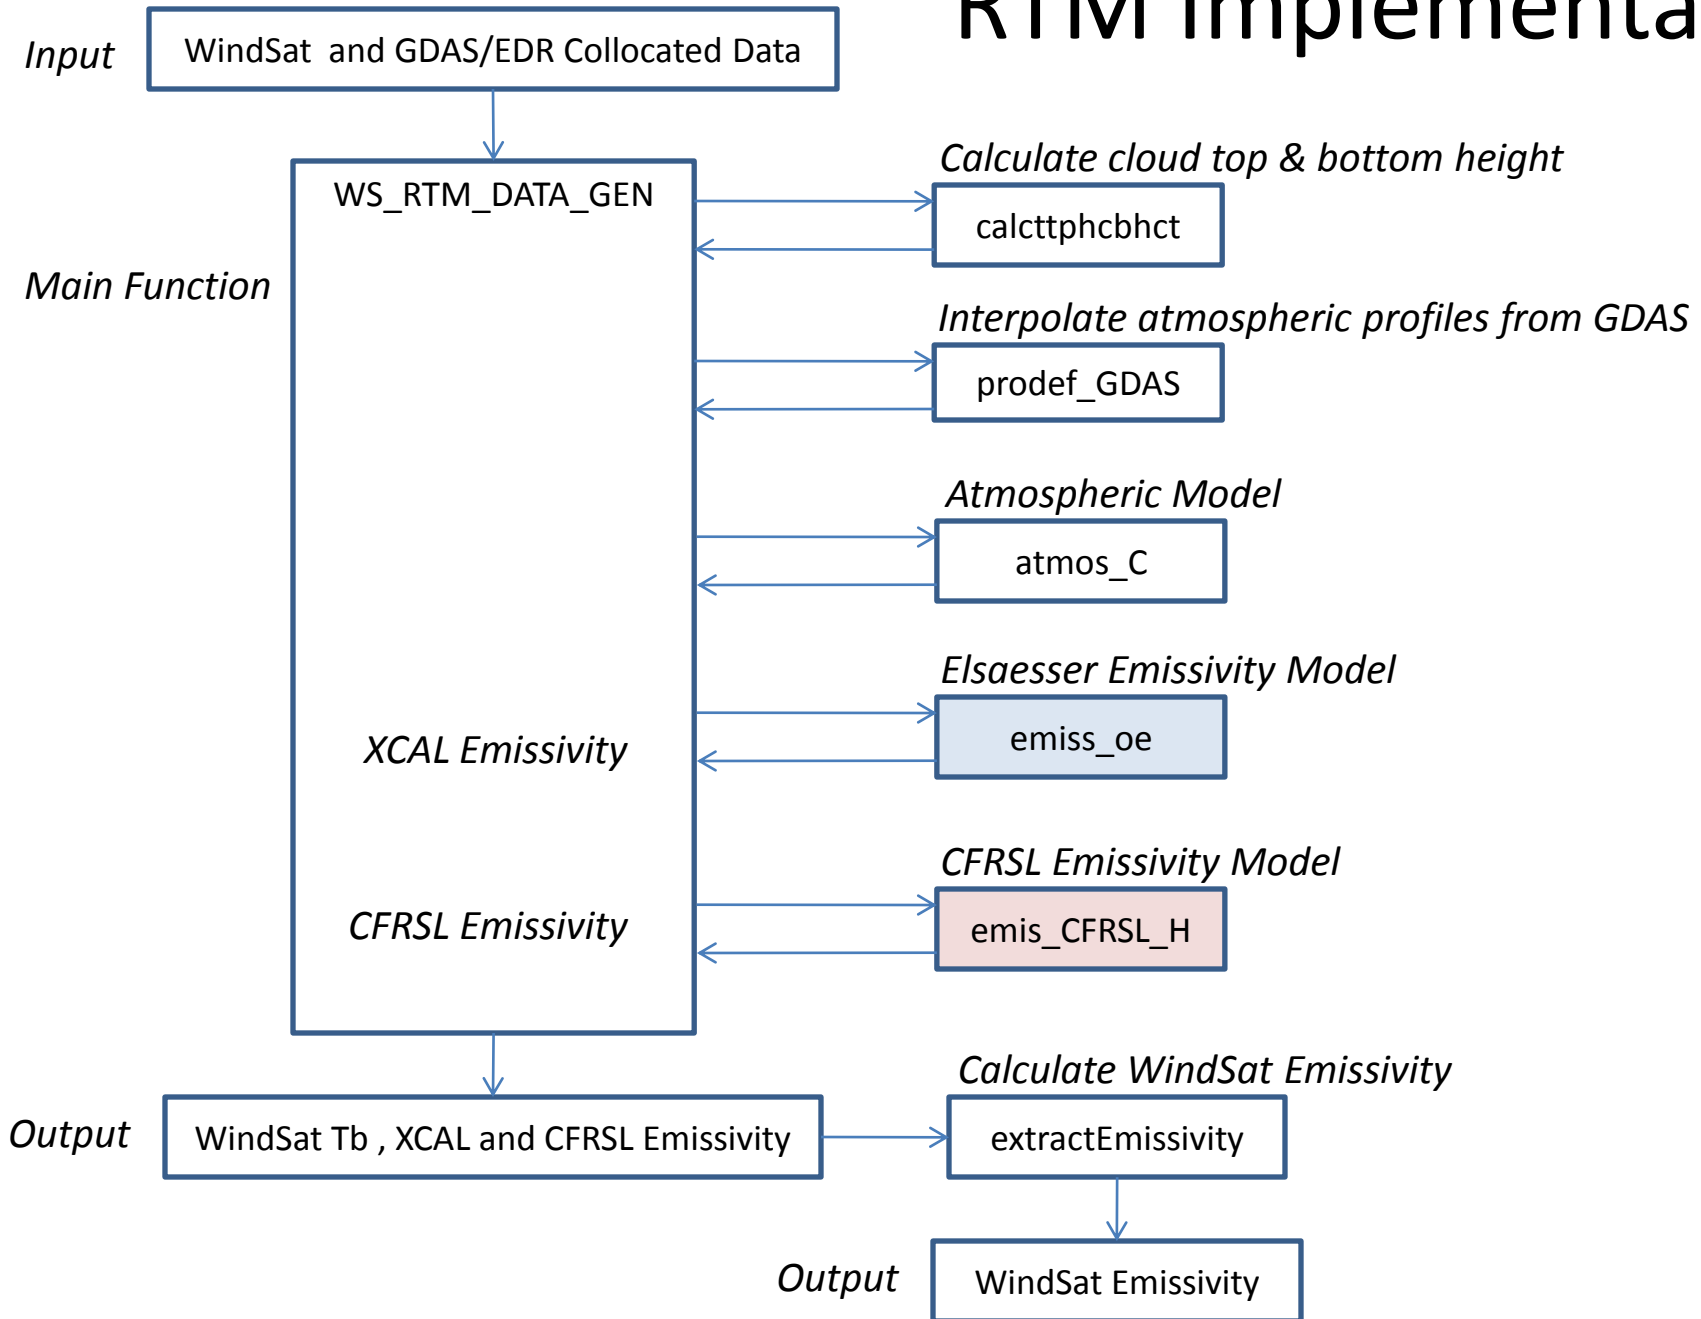 RTM Implementa
Input
WindSat and GDAS/EDR Collocated Data
Calculate cloud top & bottom height
WS_RTM_DATA_GEN
calcttphcbhct
Main Function
Interpolate atmospheric profiles from GDAS
prodef_GDAS
Atmospheric Model
atmos_C
Elsaesser Emissivity Model
emiss_oe
XCAL Emissivity
CFRSL Emissivity Model
emis_CFRSL_H
CFRSL Emissivity
Calculate WindSat Emissivity
Output
WindSat Tb , XCAL and CFRSL Emissivity
extractEmissivity
Output
WindSat Emissivity